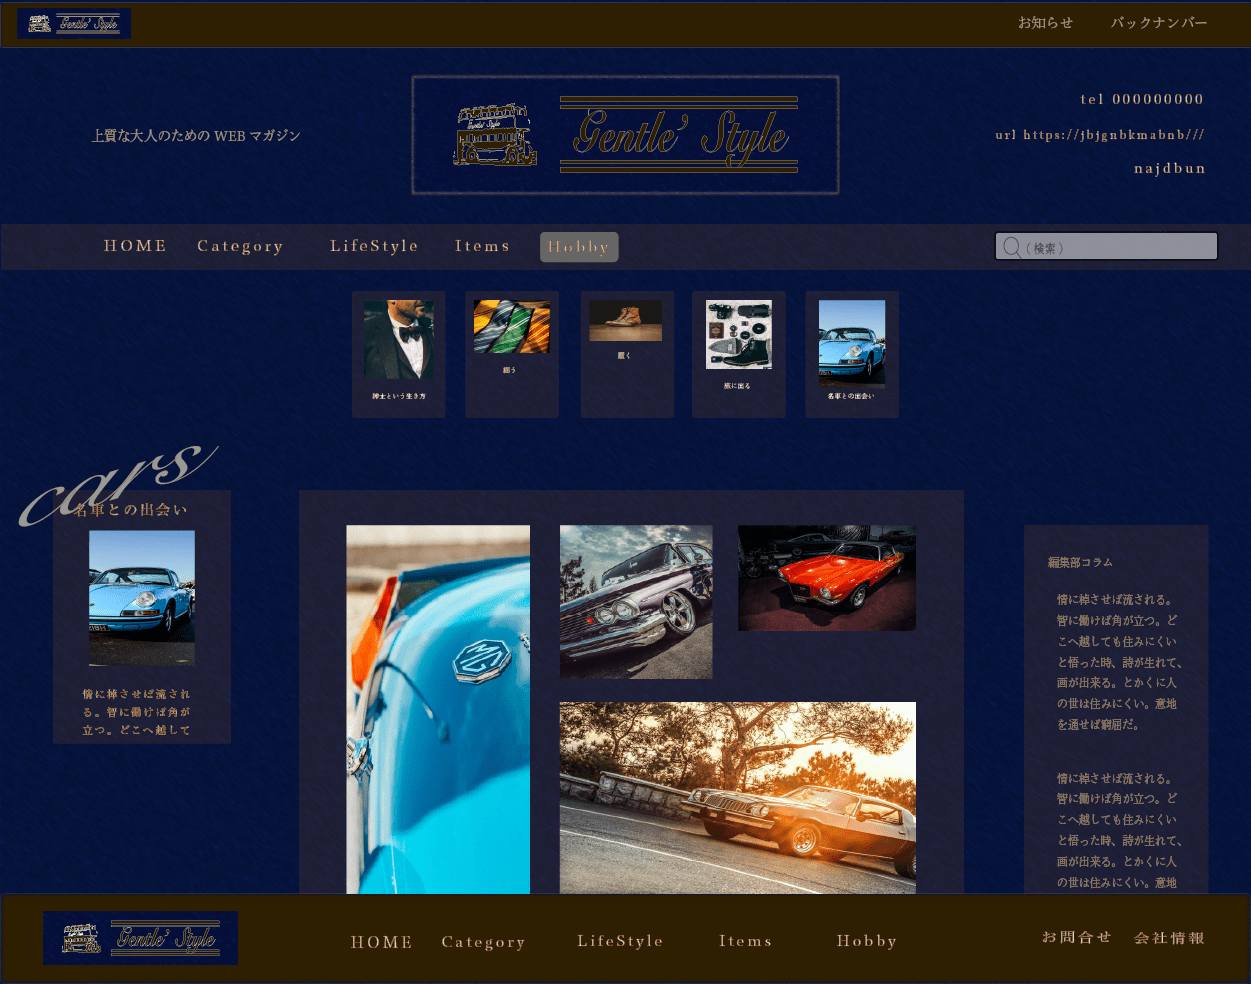 Gentle' Style
お知らせ
バックナンバー
上質な大人のための WEB マガジン
Gentle' Style
Gentle' Style
tel 000000000
url https://jbjgnbkmabnb///
najdbun
HOME
Category
LifeStyle
Items
Hobby
( 検索 )
紳士という生き方
纏う
履く
旅に出る
名車との出会い
cars
名車との出会い
情に棹させば流され
る。智に働けば角が
立つ。どこへ越して
MG
編集部コラム
情に棹させば流される。
智に働けば角が立つ。ど
こへ越しても住みにくい
と悟った時、詩が生れて、
画が出来る。とかくに人
の世は住みにくい。意地
を通せば窮屈だ。
情に棹させば流される。
智に働けば角が立つ。ど
こへ越しても住みにくい
と悟った時、詩が生れて、
画が出来る。とかくに人
の世は住みにくい。意地
Gentle' Style
HOME
Category
LifeStyle
Items
Hobby
お問合せ
会社情報